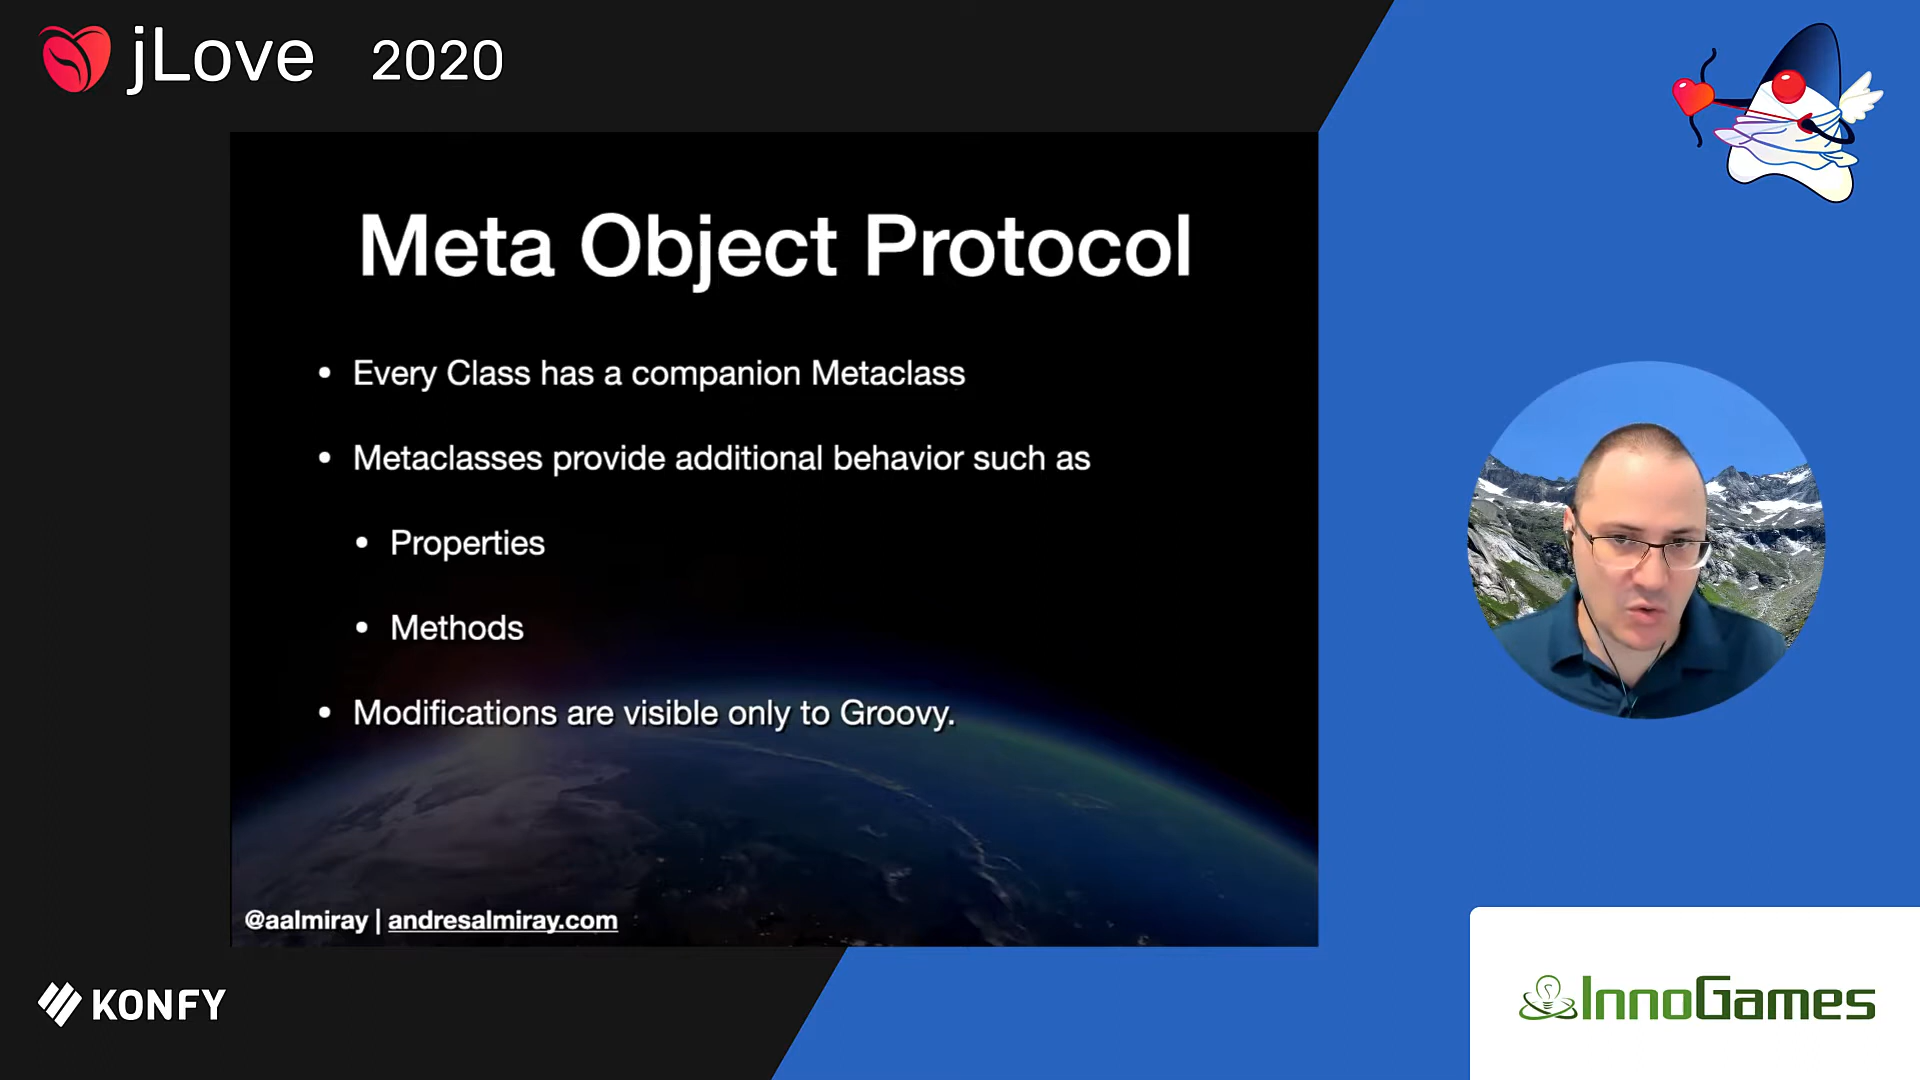 jLove 2020
Meta Object Protocol
• Every Class has a companion Metaclass
• Metaclasses provide additional behavior such as
• Properties
• Methods
• Modifications are visible only to Groovy.
@aalmiray | andresalmiray.com
KONFY
InnoGames